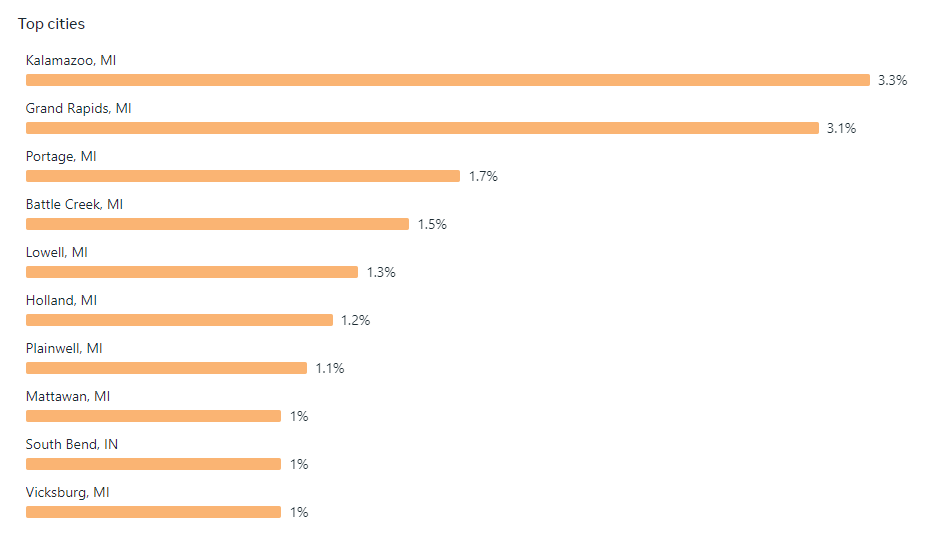 Top cities
Kalamazoo, MI
3.3%
Grand Rapids, MI
3.1%
Portage, MI
1.7%
Battle Creek, MI
1.5%
Lowell, MI
1.3%
Holland, MI
1.2%
Plainwell, MI
1.1%
Mattawan, MI
1%
South Bend, IN
1%
Vicksburg, MI
1%